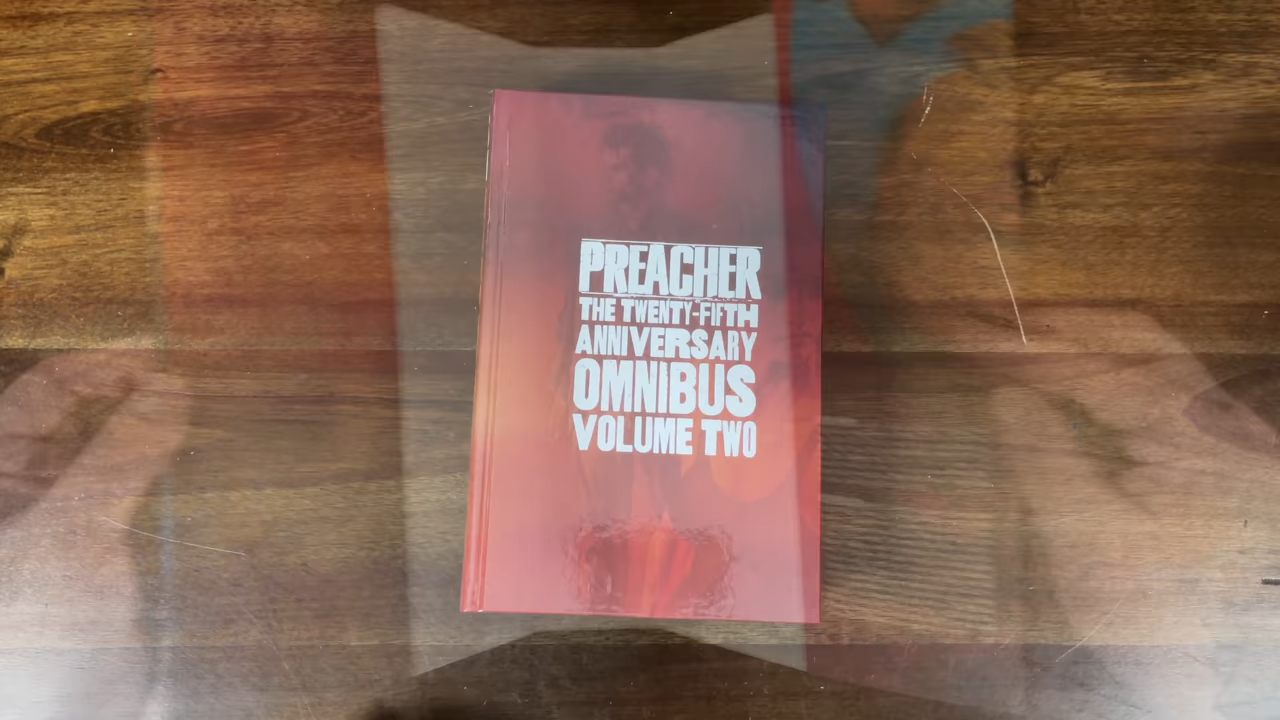 PREACHER
THE TWENTY-FIFTH
ANNIVERSARY
OMNIBUS
VOLUME TWO